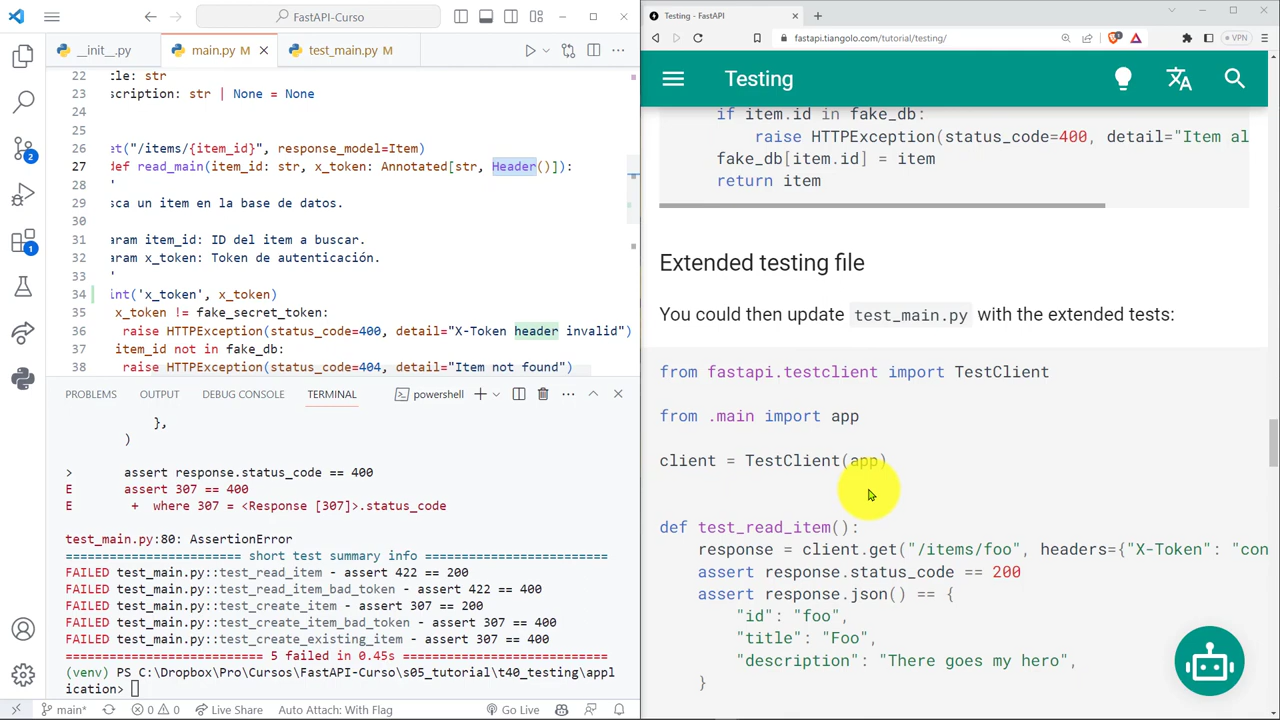 FastAPI-Curso
__init__.py
main.py M
test_main.py M
22 cle: str
23 scription: str | None = None
24
25
26 et("/items/{item_id}", response_model=Item)
27 def read_main(item_id: str, x_token: Annotated[str, Header()]):
28 '
29 sca un item en la base de datos.
30
31 aram item_id: ID del item a buscar.
32 aram x_token: Token de autenticación.
33 '
34 int('x_token', x_token)
35 x_token != fake_secret_token:
36 raise HTTPException(status_code=400, detail="X-Token header invalid")
37 item_id not in fake_db:
38 raise HTTPException(status_code=404, detail="Item not found")
2
1
PROBLEMS OUTPUT DEBUG CONSOLE TERMINAL powershell
},
)
> assert response.status_code == 400
E assert 307 == 400
E + where 307 = <Response [307]>.status_code
test_main.py:80: AssertionError
======================= short test summary info ========================
FAILED test_main.py::test_read_item - assert 422 == 200
FAILED test_main.py::test_read_item_bad_token - assert 422 == 400
FAILED test_main.py::test_create_item - assert 307 == 200
FAILED test_main.py::test_create_item_bad_token - assert 307 == 400
FAILED test_main.py::test_create_existing_item - assert 307 == 400
========================== 5 failed in 0.45s ===========================
(venv) PS C:\Dropbox\Pro\Cursos\FastAPI-Curso\s05_tutorial\t40_testing\appl
ication>
main* 0 0 Live Share Auto Attach: With Flag Go Live
Testing - FastAPI
fastapi.tiangolo.com/tutorial/testing/
VPN
Testing
if item.id in fake_db:
raise HTTPException(status_code=400, detail="Item al
fake_db[item.id] = item
return item
Extended testing file
You could then update test_main.py with the extended tests:
from fastapi.testclient import TestClient
from .main import app
client = TestClient(app)
def test_read_item():
response = client.get("/items/foo", headers={"X-Token": "con
assert response.status_code == 200
assert response.json() == {
"id": "foo",
"title": "Foo",
"description": "There goes my hero",
}